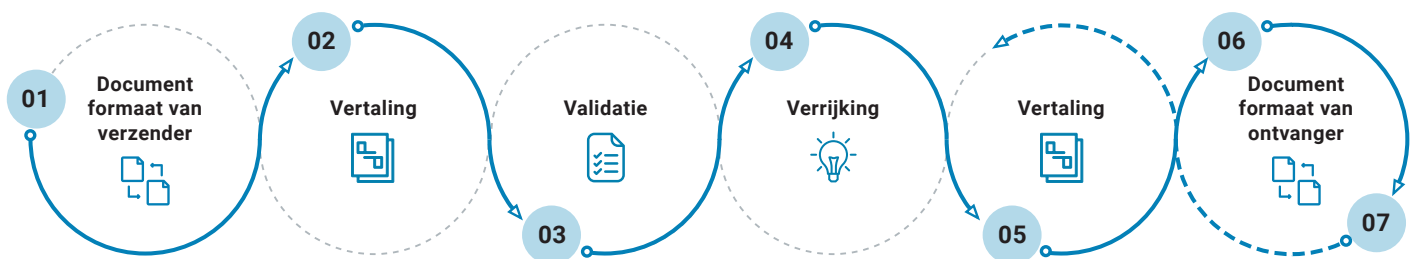 01
Document
formaat van
verzender
02
Vertaling
03
Validatie
04
Verrijking
05
Vertaling
06
Document
formaat van
ontvanger
07